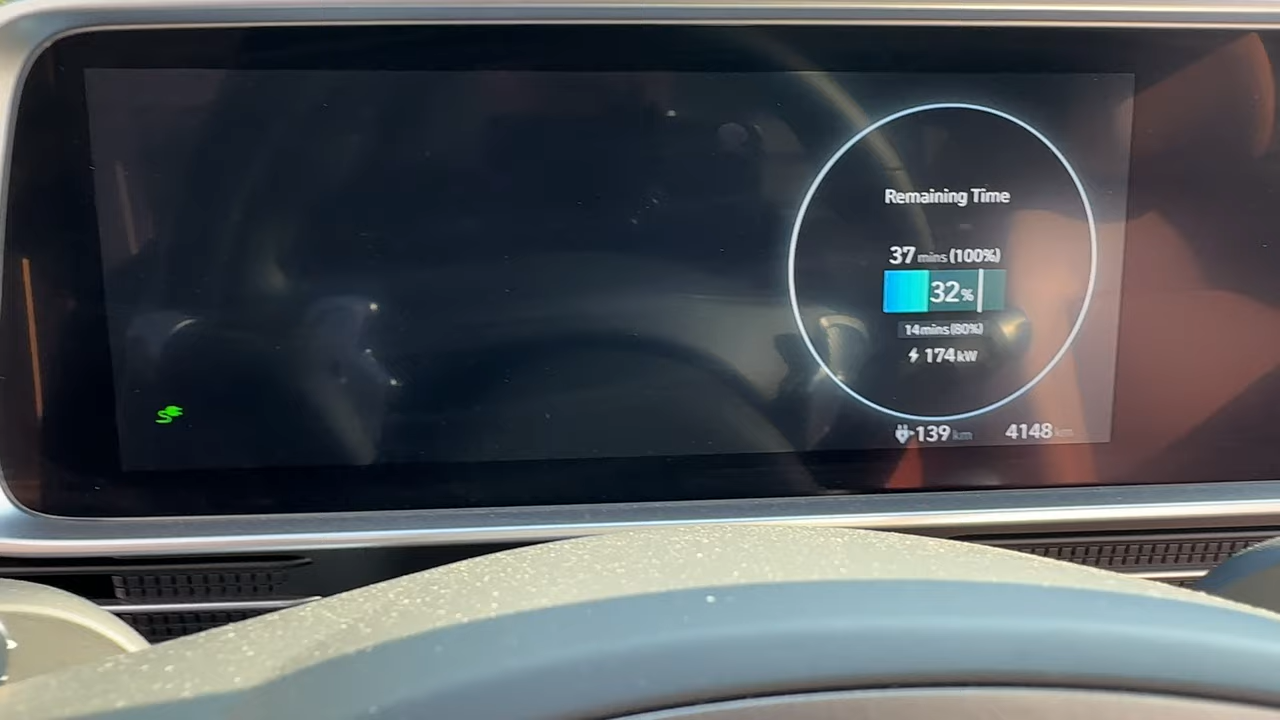 Remaining Time
37 mins (100%)
32%
14mins(80%)
174 kW
139 km 4148 km